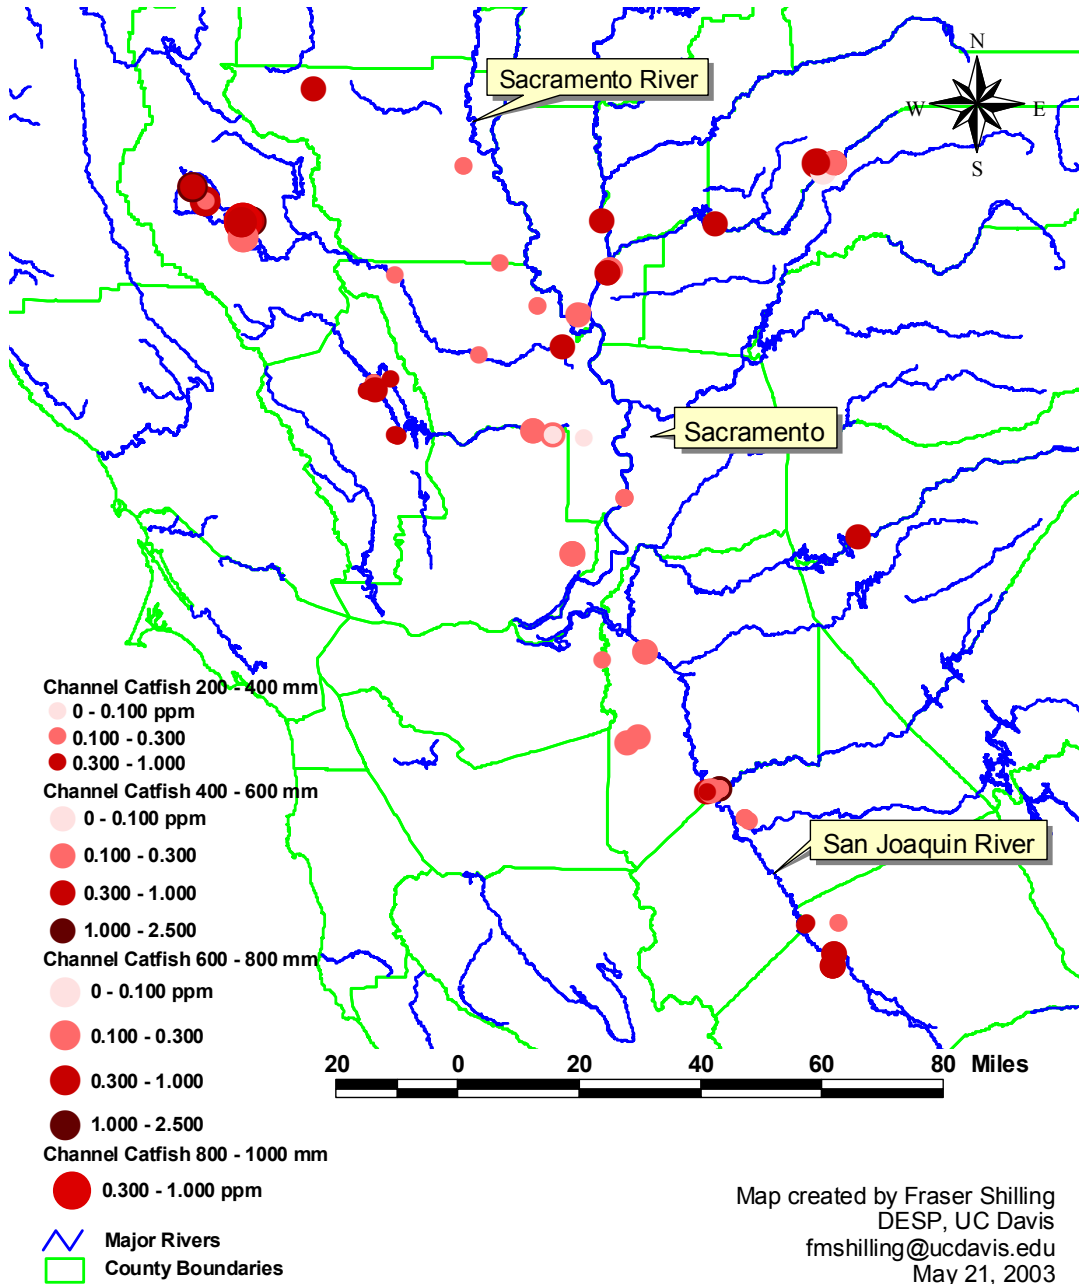 N
Sacramento River
W
E
S
Sacramento
Channel Catfish 200 - 400 mm
0 - 0.100 ppm
0.100 - 0.300
0.300 - 1.000
Channel Catfish 400 - 600 mm
0 - 0.100 ppm
0.100 - 0.300
0.300 - 1.000
1.000 - 2.500
Channel Catfish 600 - 800 mm
0 - 0.100 ppm
0.100 - 0.300
0.300 - 1.000
1.000 - 2.500
Channel Catfish 800 - 1000 mm
0.300 - 1.000 ppm
Major Rivers
County Boundaries
San Joaquin River
20 0 20 40 60 80 Miles
Map created by Fraser Shilling
DESP, UC Davis
fmshilling@ucdavis.edu
May 21, 2003